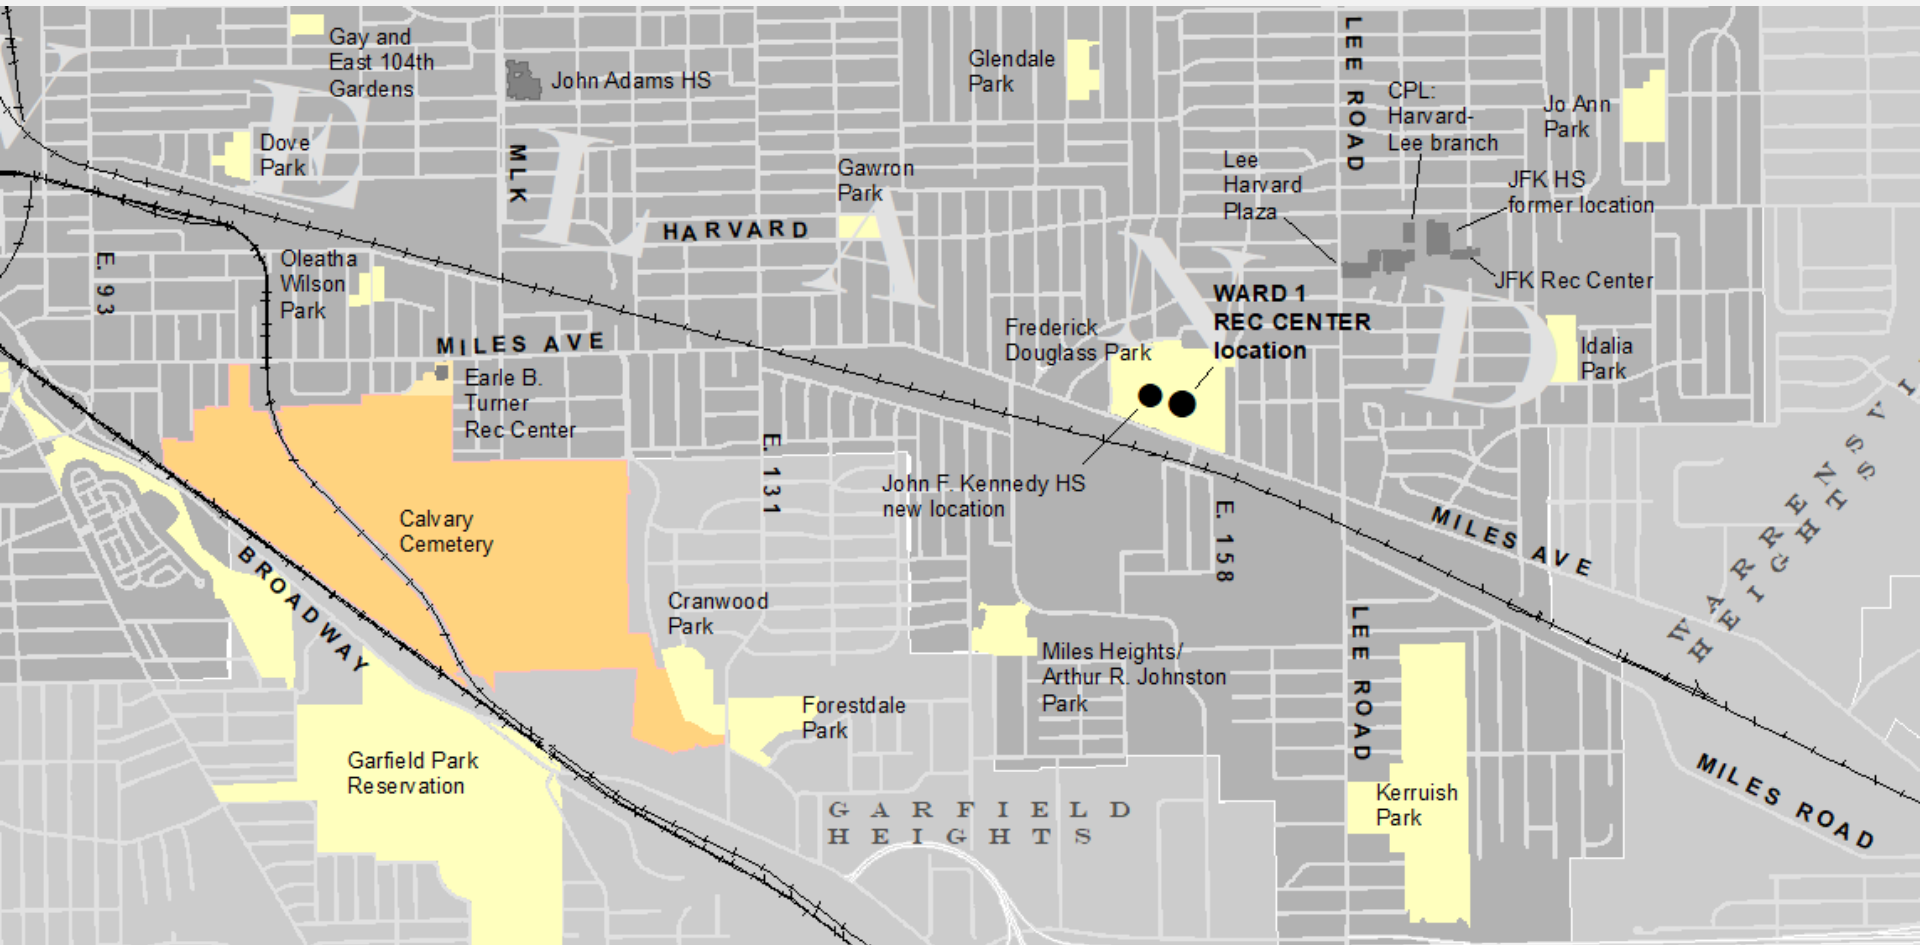 Gay and
East 104th
Gardens
John Adams HS
Glendale
Park
LEE ROAD
CPL:
Harvard-
Lee branch
Jo Ann
Park
Dove
Park
MLK
Gawron
Park
Lee
Harvard
Plaza
JFK HS
former location
HARVARD
E. 93
Oleatha
Wilson
Park
JFK Rec Center
WARD 1
REC CENTER
location
Frederick
Douglass Park
MILES AVE
Idalia
Park
Earle B.
Turner
Rec Center
E. 131
John F. Kennedy HS
new location
E. 158
MILES AVE
Calvary
Cemetery
BROADWAY
Cranwood
Park
Miles Heights/
Arthur R. Johnston
Park
LEE ROAD
WARRENSVI
HEIGHTS
Forestdale
Park
Garfield Park
Reservation
Kerruish
Park
MILES ROAD
GARFIELD
HEIGHTS
VELAND